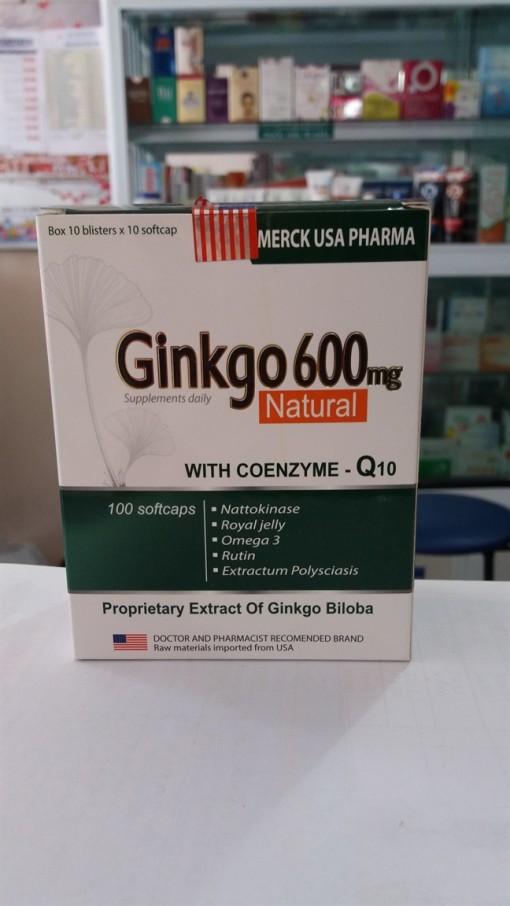 Box 10 blisters x 10 softcap
MERCK USA PHARMA
Ginkgo 600mg
Supplements daily
Natural
WITH COENZYME - Q10
100 softcaps
▪ Nattokinase
▪ Royal jelly
▪ Omega 3
▪ Rutin
▪ Extractum Polysciasis
Proprietary Extract Of Ginkgo Biloba
DOCTOR AND PHARMACIST RECOMENDED BRAND
Raw materials imported from USA